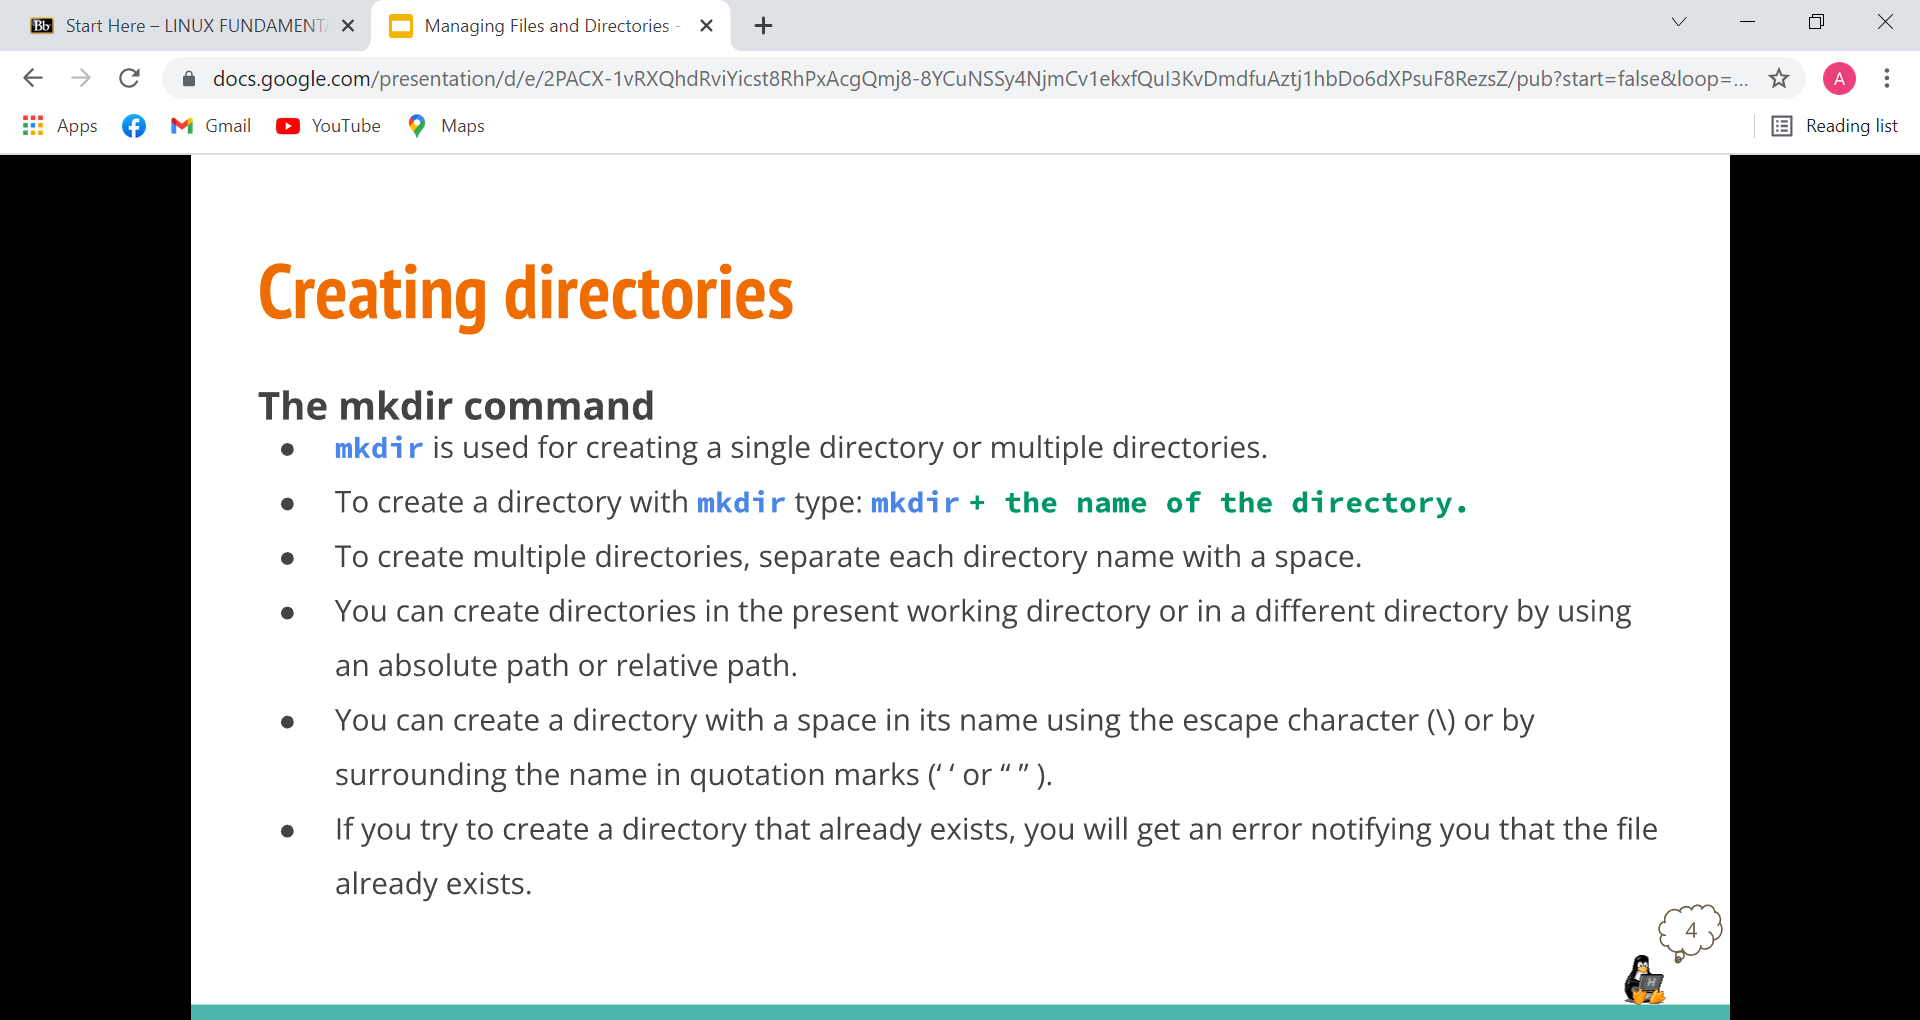 Start Here – LINUX FUNDAMENT
Managing Files and Directories -
docs.google.com/presentation/d/e/2PACX-1vRXQhdRviYicst8RhPxAcgQmj8-8YCuNSSy4NjmCv1ekxfQuI3KvDmdfuAztj1hbDo6dXPsuF8RezsZ/pub?start=false&loop=...
A
Apps
Gmail
YouTube
Maps
Reading list
Creating directories
The mkdir command
● mkdir is used for creating a single directory or multiple directories.
● To create a directory with mkdir type: mkdir + the name of the directory.
● To create multiple directories, separate each directory name with a space.
● You can create directories in the present working directory or in a different directory by using
an absolute path or relative path.
● You can create a directory with a space in its name using the escape character (\) or by
surrounding the name in quotation marks (‘ ‘ or “ ” ).
● If you try to create a directory that already exists, you will get an error notifying you that the file
already exists.
4